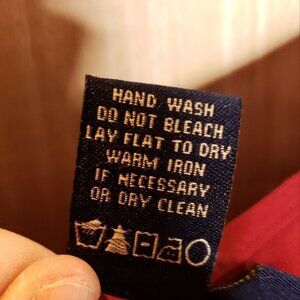 HAND WASH
DO NOT BLEACH
LAY FLAT TO DRY
WARM IRON
IF NECESSARY
OR DRY CLEAN